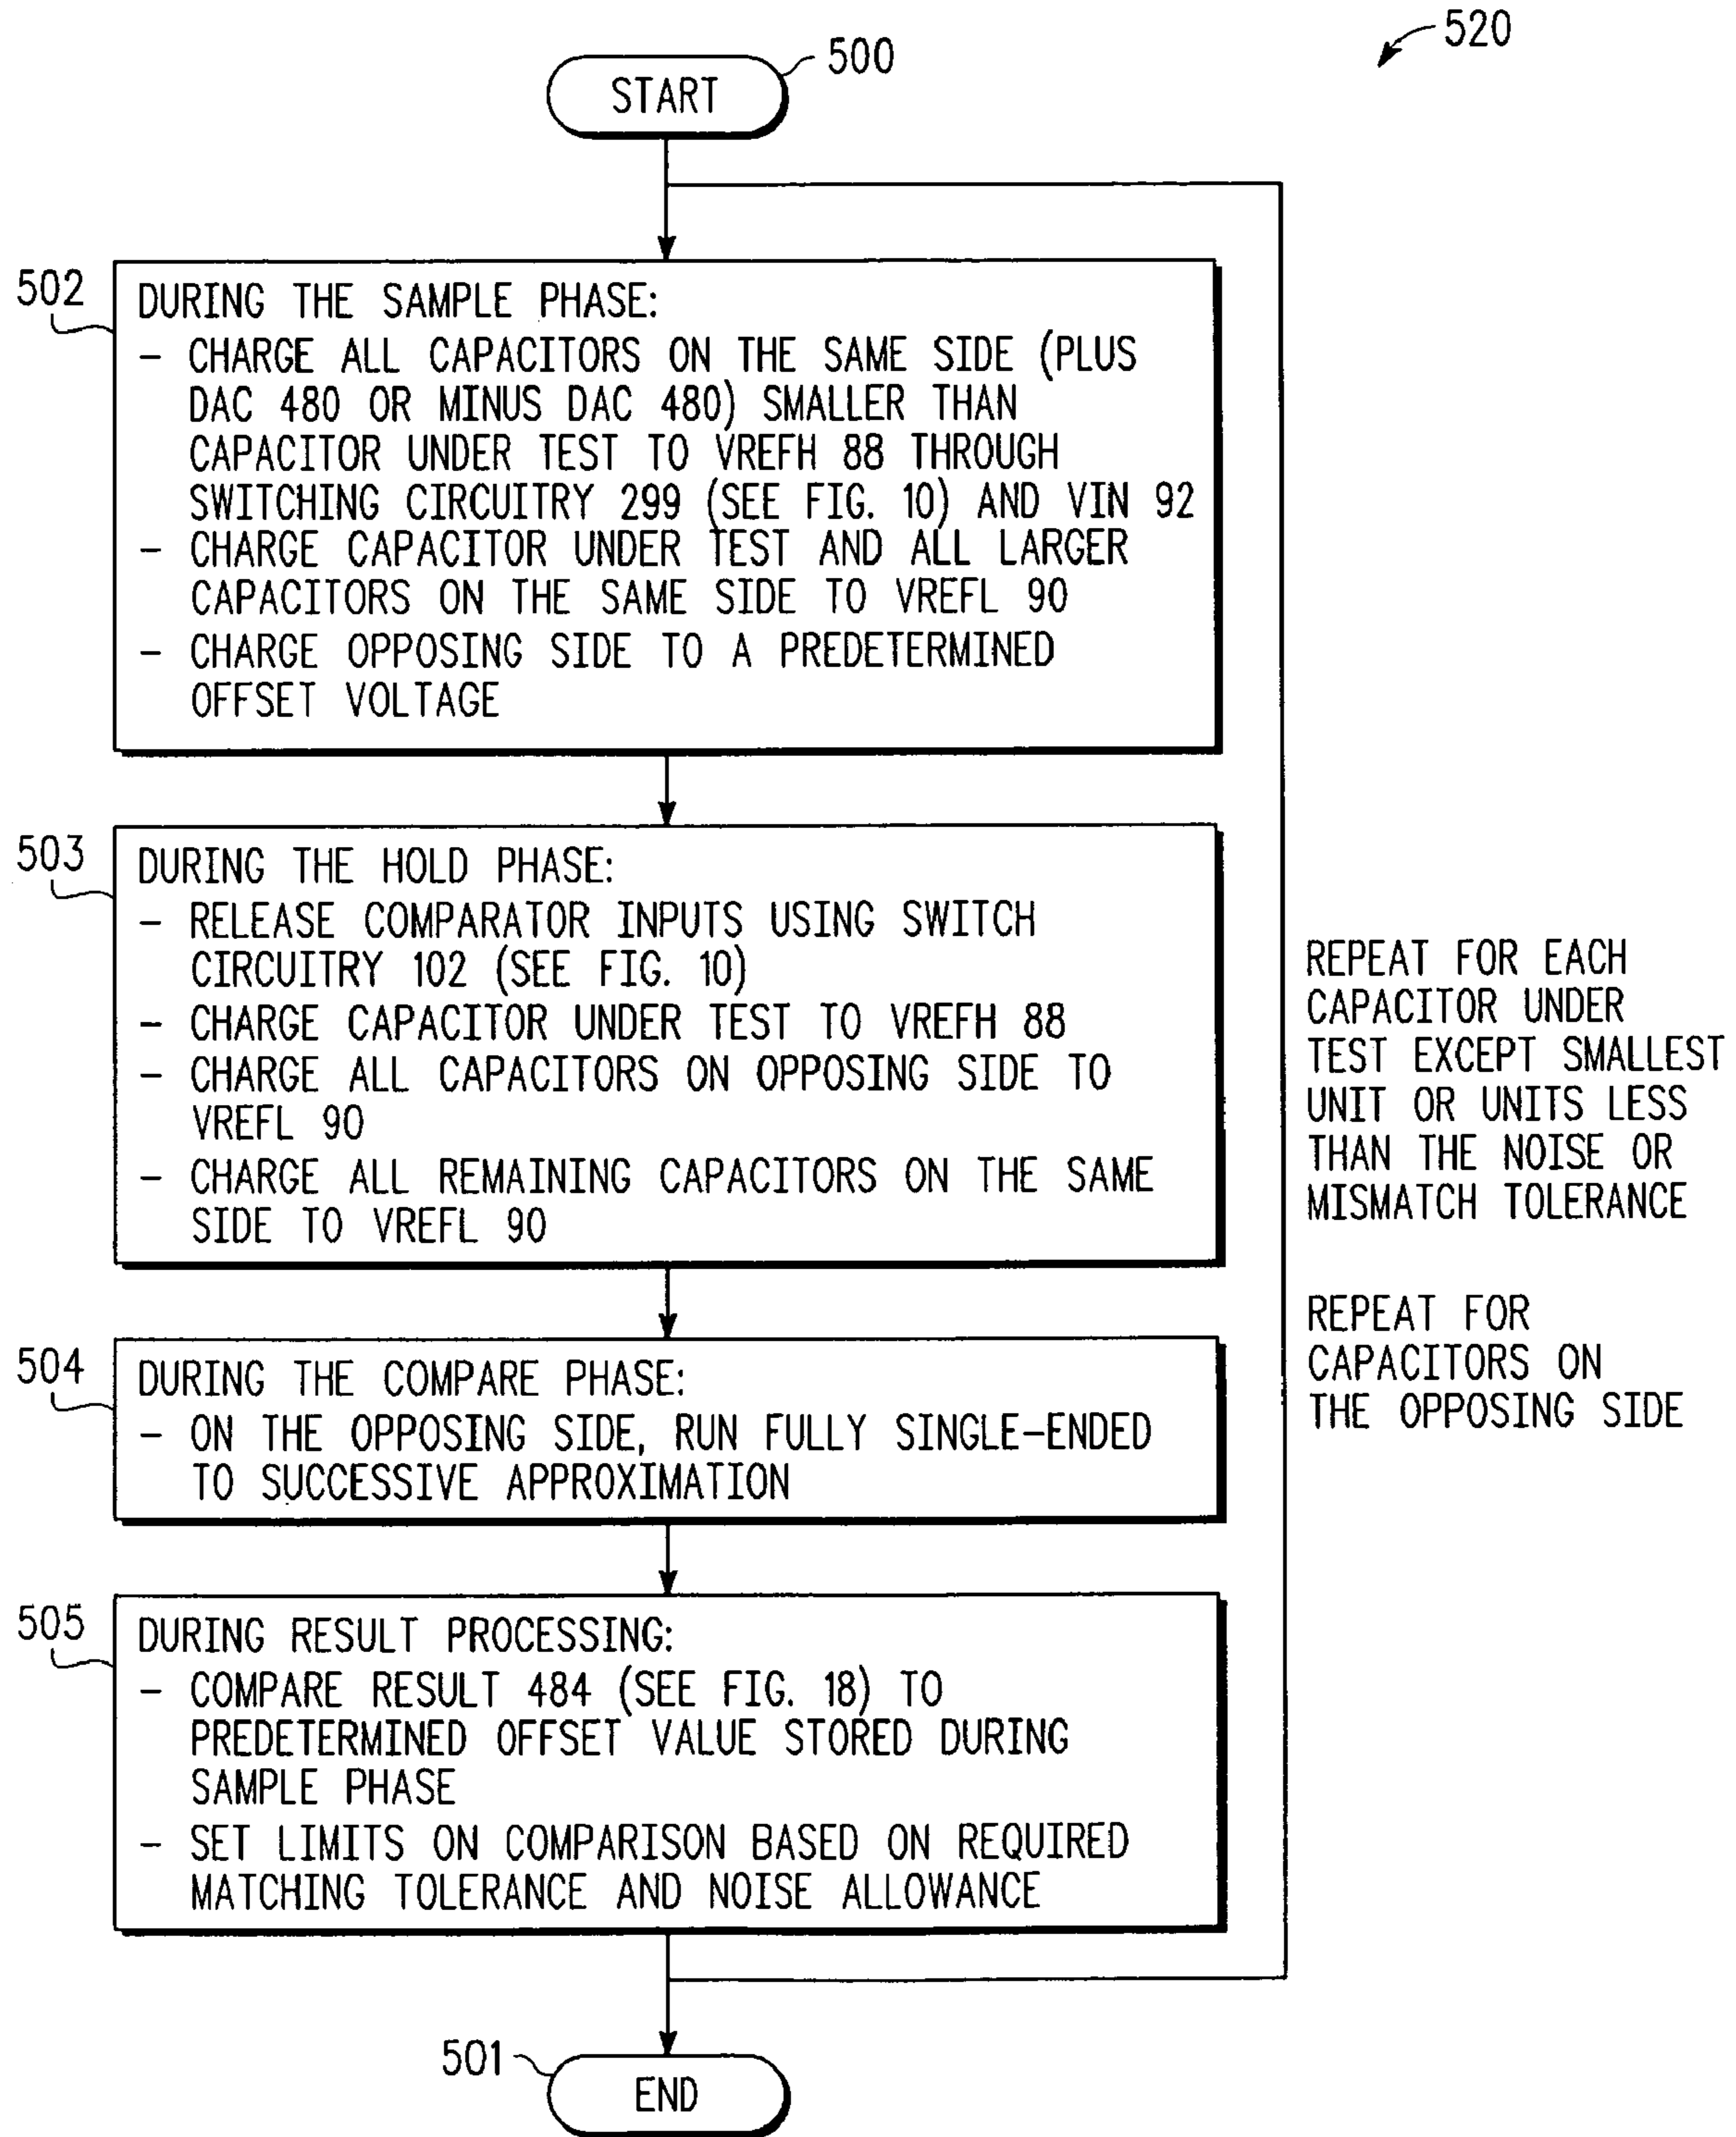 520
500
START
502
DURING THE SAMPLE PHASE:
– CHARGE ALL CAPACITORS ON THE SAME SIDE (PLUS
DAC 480 OR MINUS DAC 480) SMALLER THAN
CAPACITOR UNDER TEST TO VREFH 88 THROUGH
SWITCHING CIRCUITRY 299 (SEE FIG. 10) AND VIN 92
– CHARGE CAPACITOR UNDER TEST AND ALL LARGER
CAPACITORS ON THE SAME SIDE TO VREFL 90
– CHARGE OPPOSING SIDE TO A PREDETERMINED
OFFSET VOLTAGE
503
DURING THE HOLD PHASE:
– RELEASE COMPARATOR INPUTS USING SWITCH
CIRCUITRY 102 (SEE FIG. 10)
– CHARGE CAPACITOR UNDER TEST TO VREFH 88
– CHARGE ALL CAPACITORS ON OPPOSING SIDE TO
VREFL 90
– CHARGE ALL REMAINING CAPACITORS ON THE SAME
SIDE TO VREFL 90
504
DURING THE COMPARE PHASE:
– ON THE OPPOSING SIDE, RUN FULLY SINGLE–ENDED
TO SUCCESSIVE APPROXIMATION
505
DURING RESULT PROCESSING:
– COMPARE RESULT 484 (SEE FIG. 18) TO
PREDETERMINED OFFSET VALUE STORED DURING
SAMPLE PHASE
– SET LIMITS ON COMPARISON BASED ON REQUIRED
MATCHING TOLERANCE AND NOISE ALLOWANCE
REPEAT FOR EACH
CAPACITOR UNDER
TEST EXCEPT SMALLEST
UNIT OR UNITS LESS
THAN THE NOISE OR
MISMATCH TOLERANCE
REPEAT FOR
CAPACITORS ON
THE OPPOSING SIDE
501
END